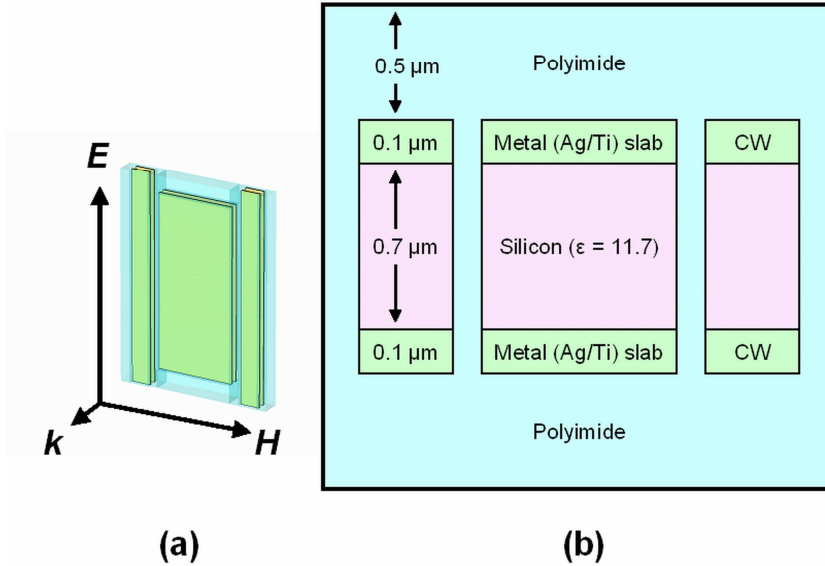 0.5 µm
Polyimide
E
0.1 µm
Metal (Ag/Ti) slab
CW
0.7 µm
Silicon (ε = 11.7)
0.1 µm
Metal (Ag/Ti) slab
CW
k
H
Polyimide
(a)
(b)